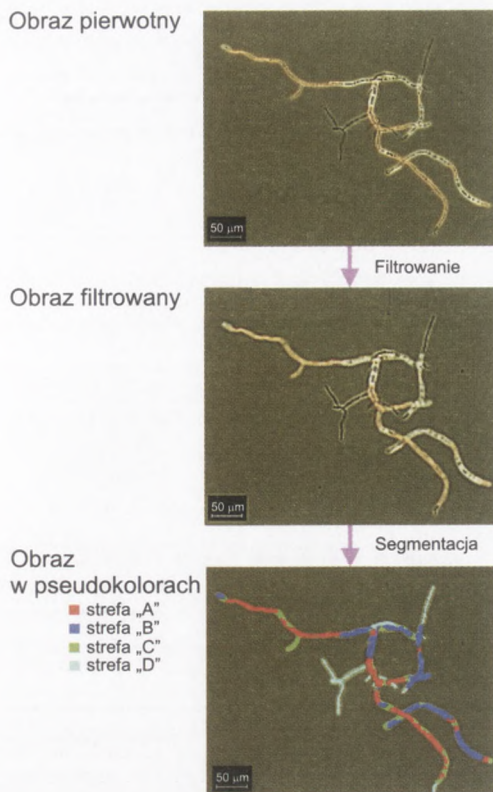 Obraz pierwotny
50 μm
Filtrowanie
Obraz filtrowany
50 μm
Segmentacja
Obraz
w pseudokolorach
strefa „A”
strefa „B”
strefa „C”
strefa „D”
50 μm